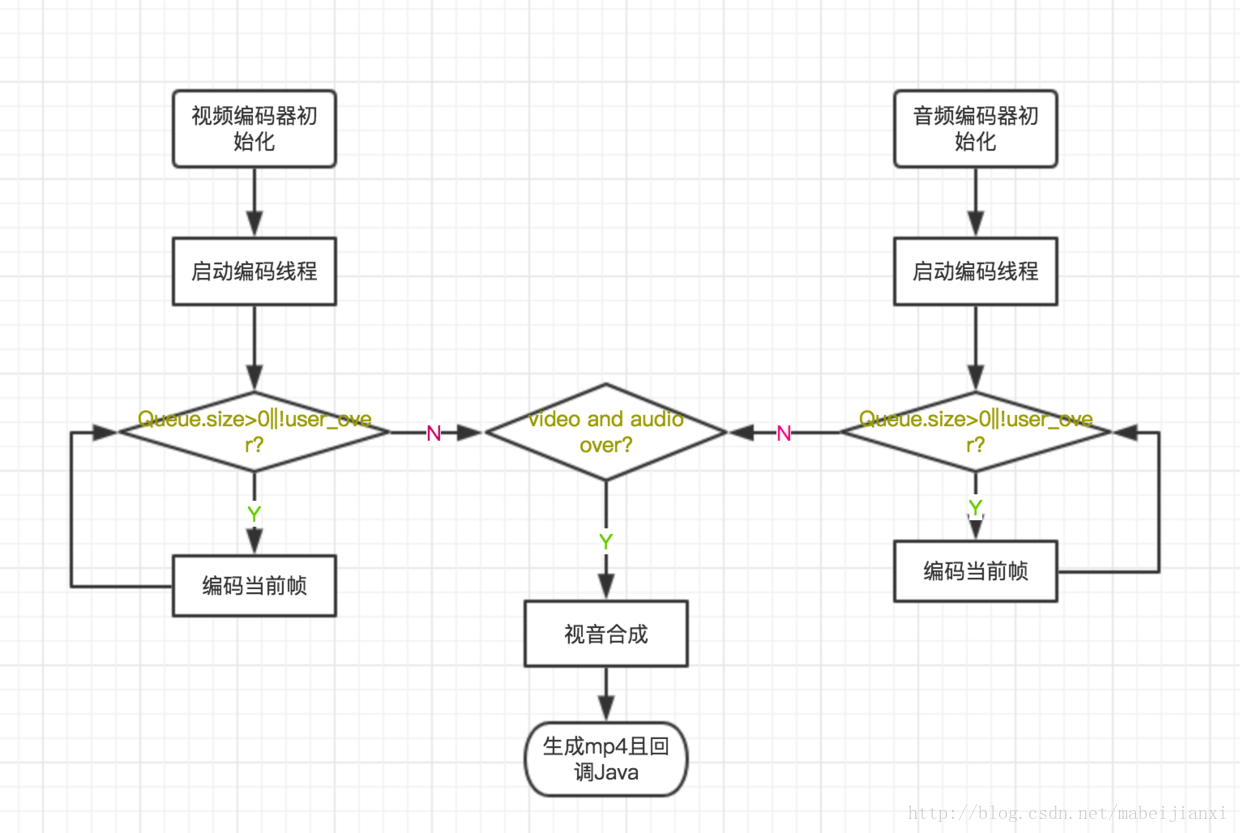 视频编码器初
始化
音频编码器初
始化
启动编码线程
启动编码线程
Queue.size>0||!user_ove
r?
N
video and audio
over?
N
Queue.size>0||!user_ove
r?
Y
Y
Y
编码当前帧
编码当前帧
视音合成
生成mp4且回
调Java
http://blog.csdn.net/mabeijianxi